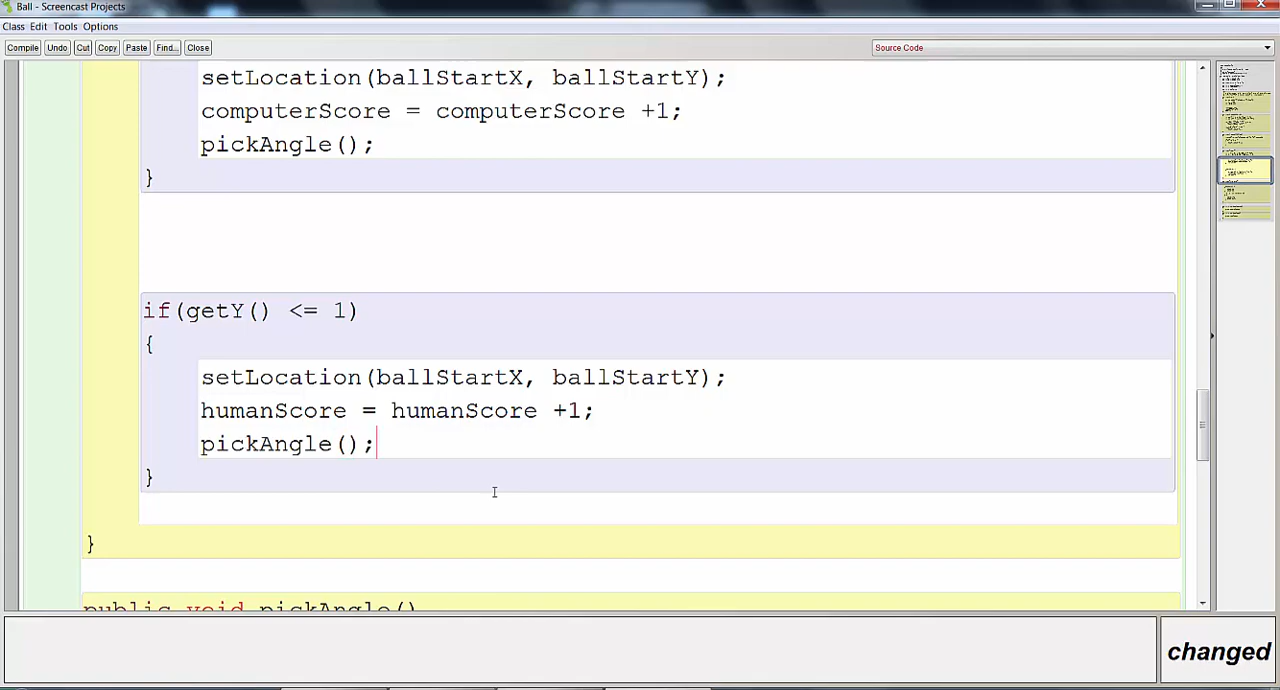 Ball - Screencast Projects
Class Edit Tools Options
Compile Undo Cut Copy Paste Find... Close Source Code
setLocation(ballStartX, ballStartY);
computerScore = computerScore +1;
pickAngle();
}
if(getY() <= 1)
{
setLocation(ballStartX, ballStartY);
humanScore = humanScore +1;
pickAngle();
}
}
public void pickAngle()
changed